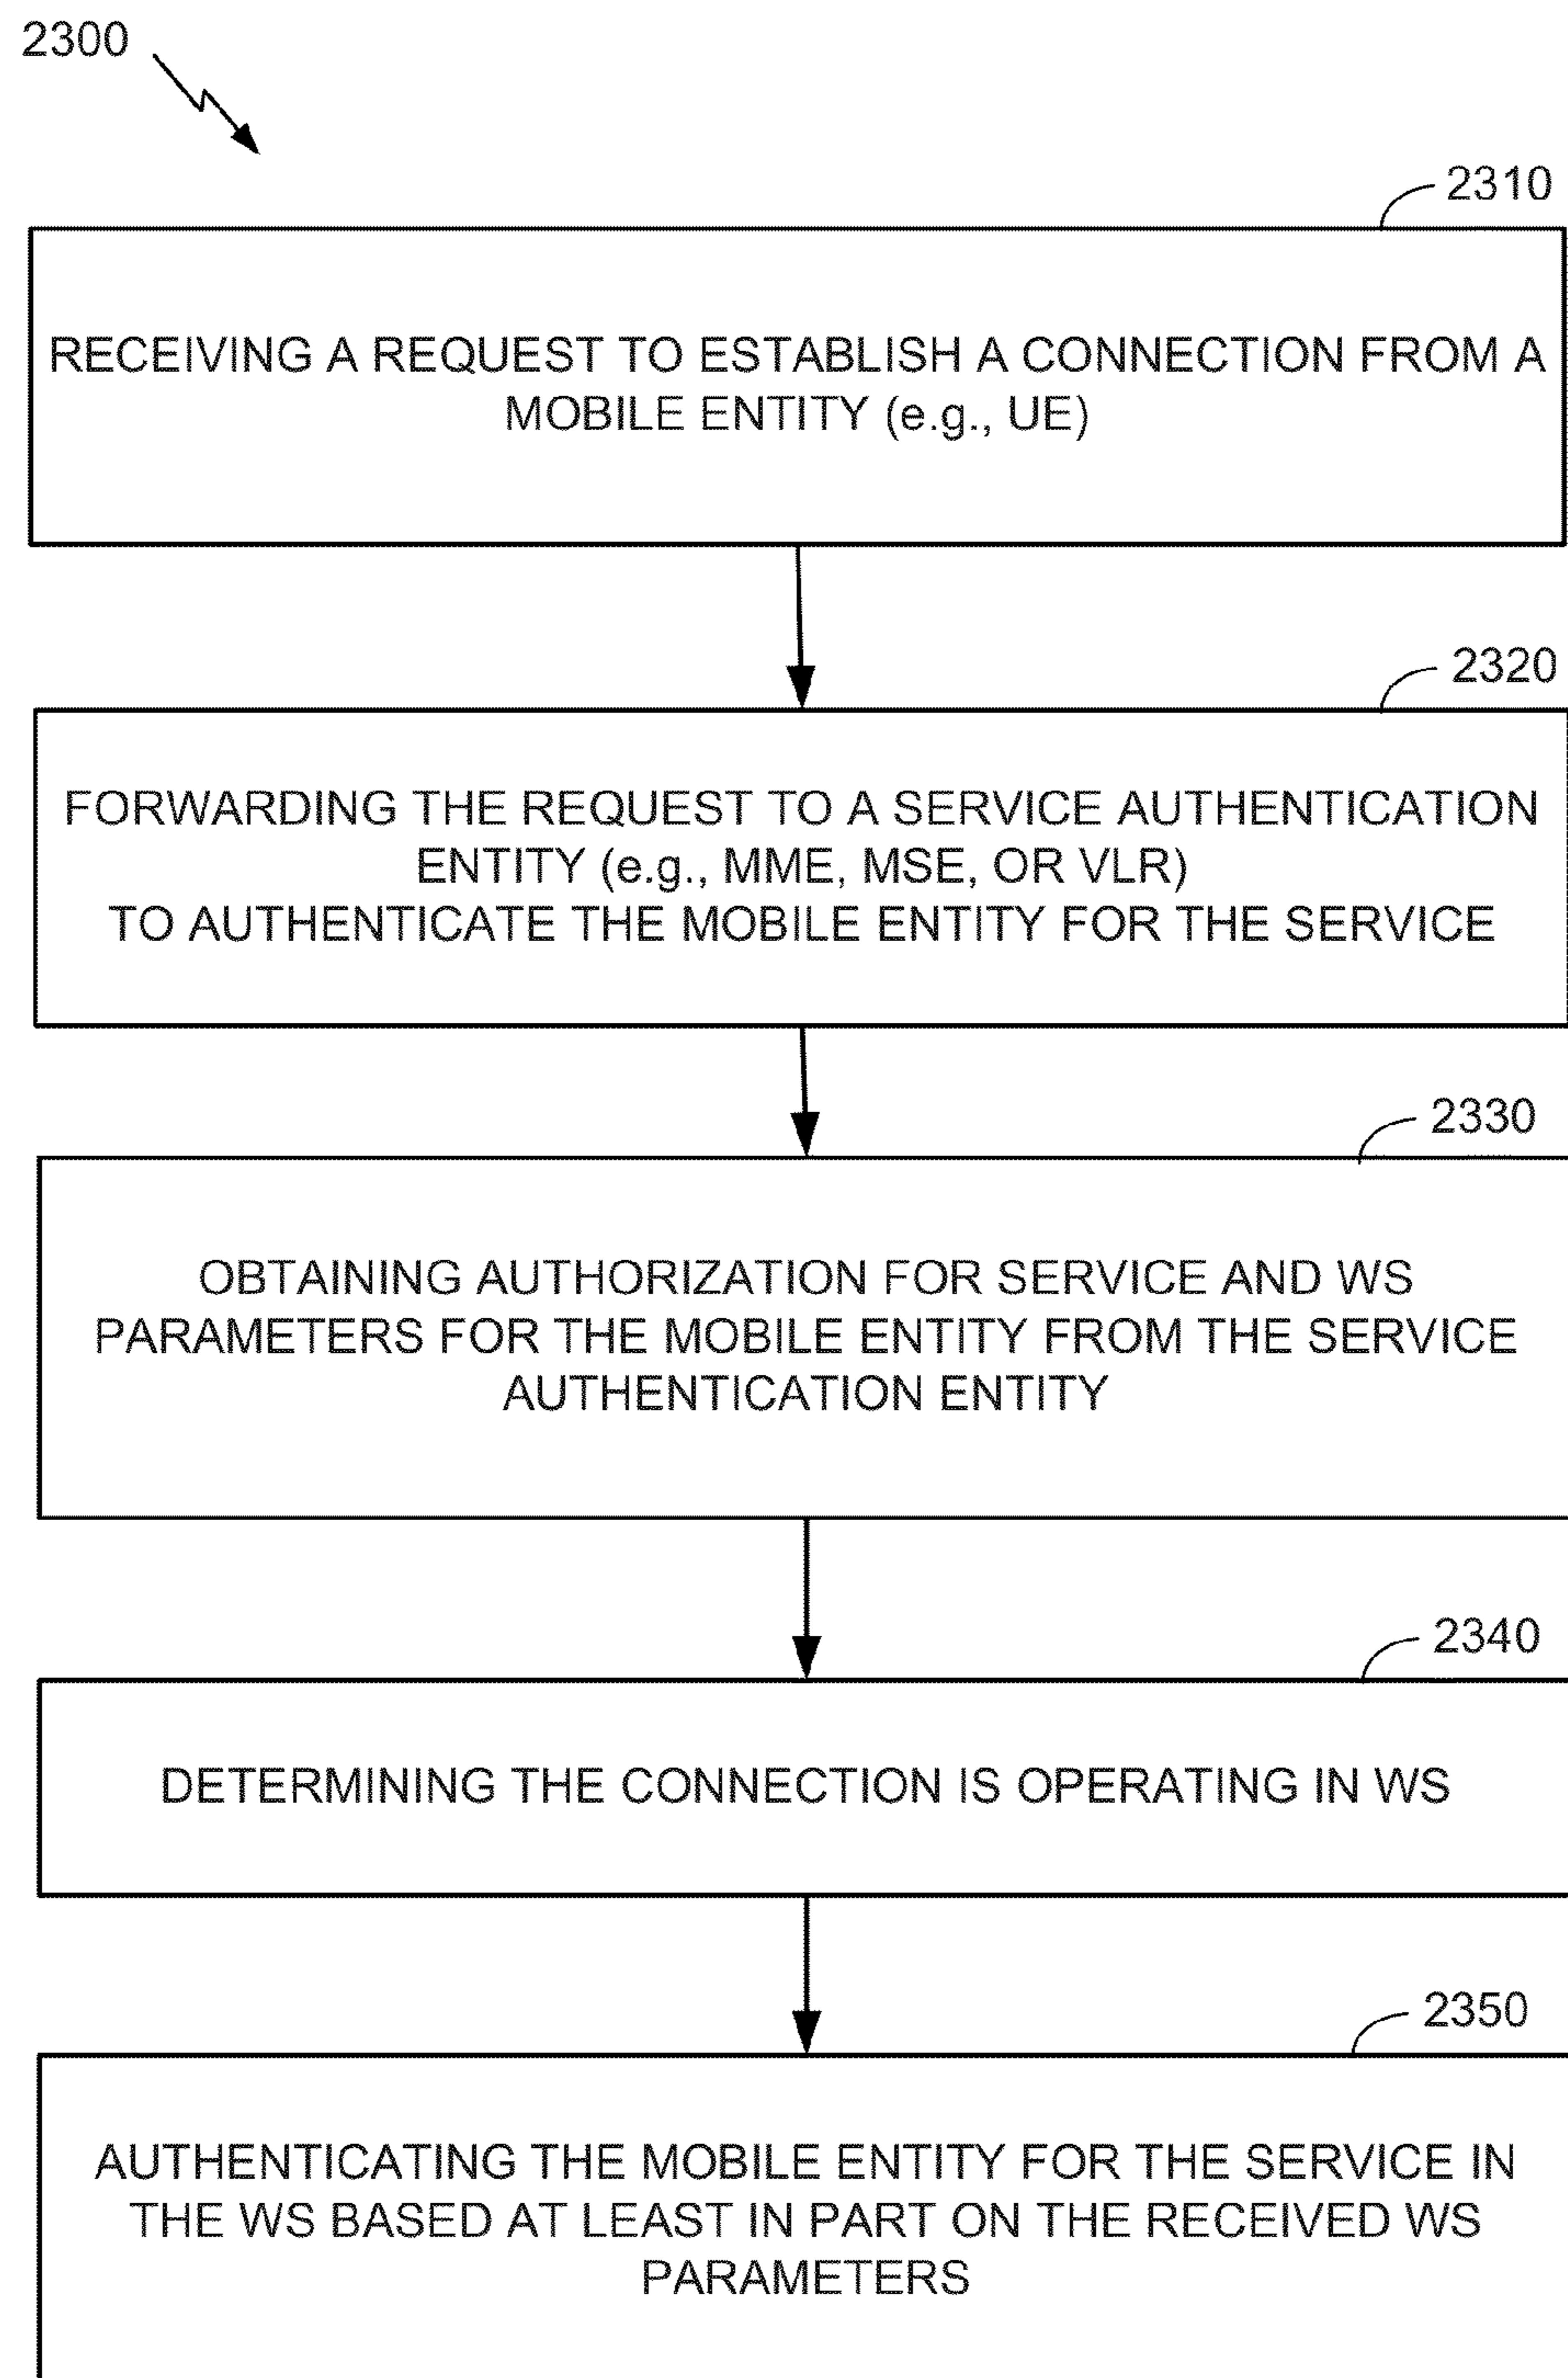 2300
2310
RECEIVING A REQUEST TO ESTABLISH A CONNECTION FROM A
MOBILE ENTITY (e.g., UE)
2320
FORWARDING THE REQUEST TO A SERVICE AUTHENTICATION
ENTITY (e.g., MME, MSE, OR VLR)
TO AUTHENTICATE THE MOBILE ENTITY FOR THE SERVICE
2330
OBTAINING AUTHORIZATION FOR SERVICE AND WS
PARAMETERS FOR THE MOBILE ENTITY FROM THE SERVICE
AUTHENTICATION ENTITY
2340
DETERMINING THE CONNECTION IS OPERATING IN WS
2350
AUTHENTICATING THE MOBILE ENTITY FOR THE SERVICE IN
THE WS BASED AT LEAST IN PART ON THE RECEIVED WS
PARAMETERS